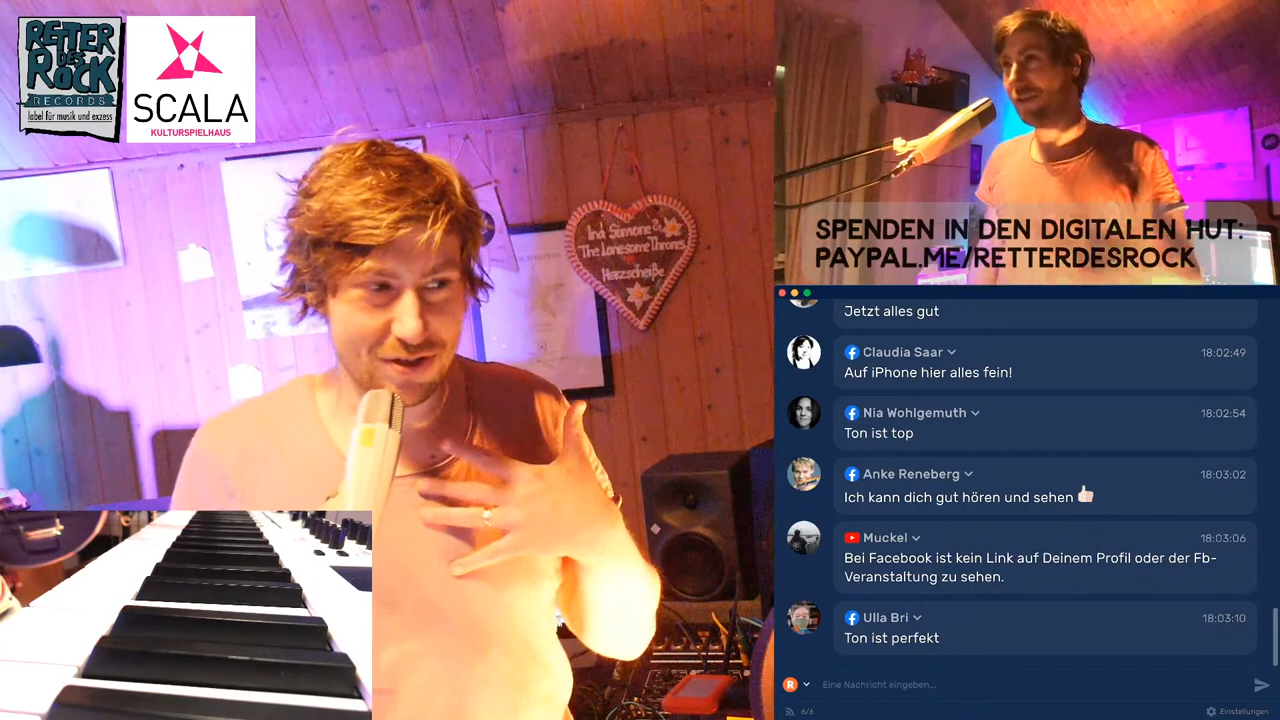 RETTER
DES
ROCK
RECORDS
label für musik und exzess
SCALA
KULTURSPIELHAUS
Ina Simone &
The Lonesome Thrones
Herzscheiße
SPENDEN IN DEN DIGITALEN HUT:
PAYPAL.ME/RETTERDESROCK
Jetzt alles gut
Claudia Saar 18:02:49
Auf iPhone hier alles fein!
Nia Wohlgemuth 18:02:54
Ton ist top
Anke Reneberg 18:03:02
Ich kann dich gut hören und sehen 👍🏻
Muckel 18:03:06
Bei Facebook ist kein Link auf Deinem Profil oder der Fb-
Veranstaltung zu sehen.
Ulla Bri 18:03:10
Ton ist perfekt
R Eine Nachricht eingeben...
6/6 Einstellungen